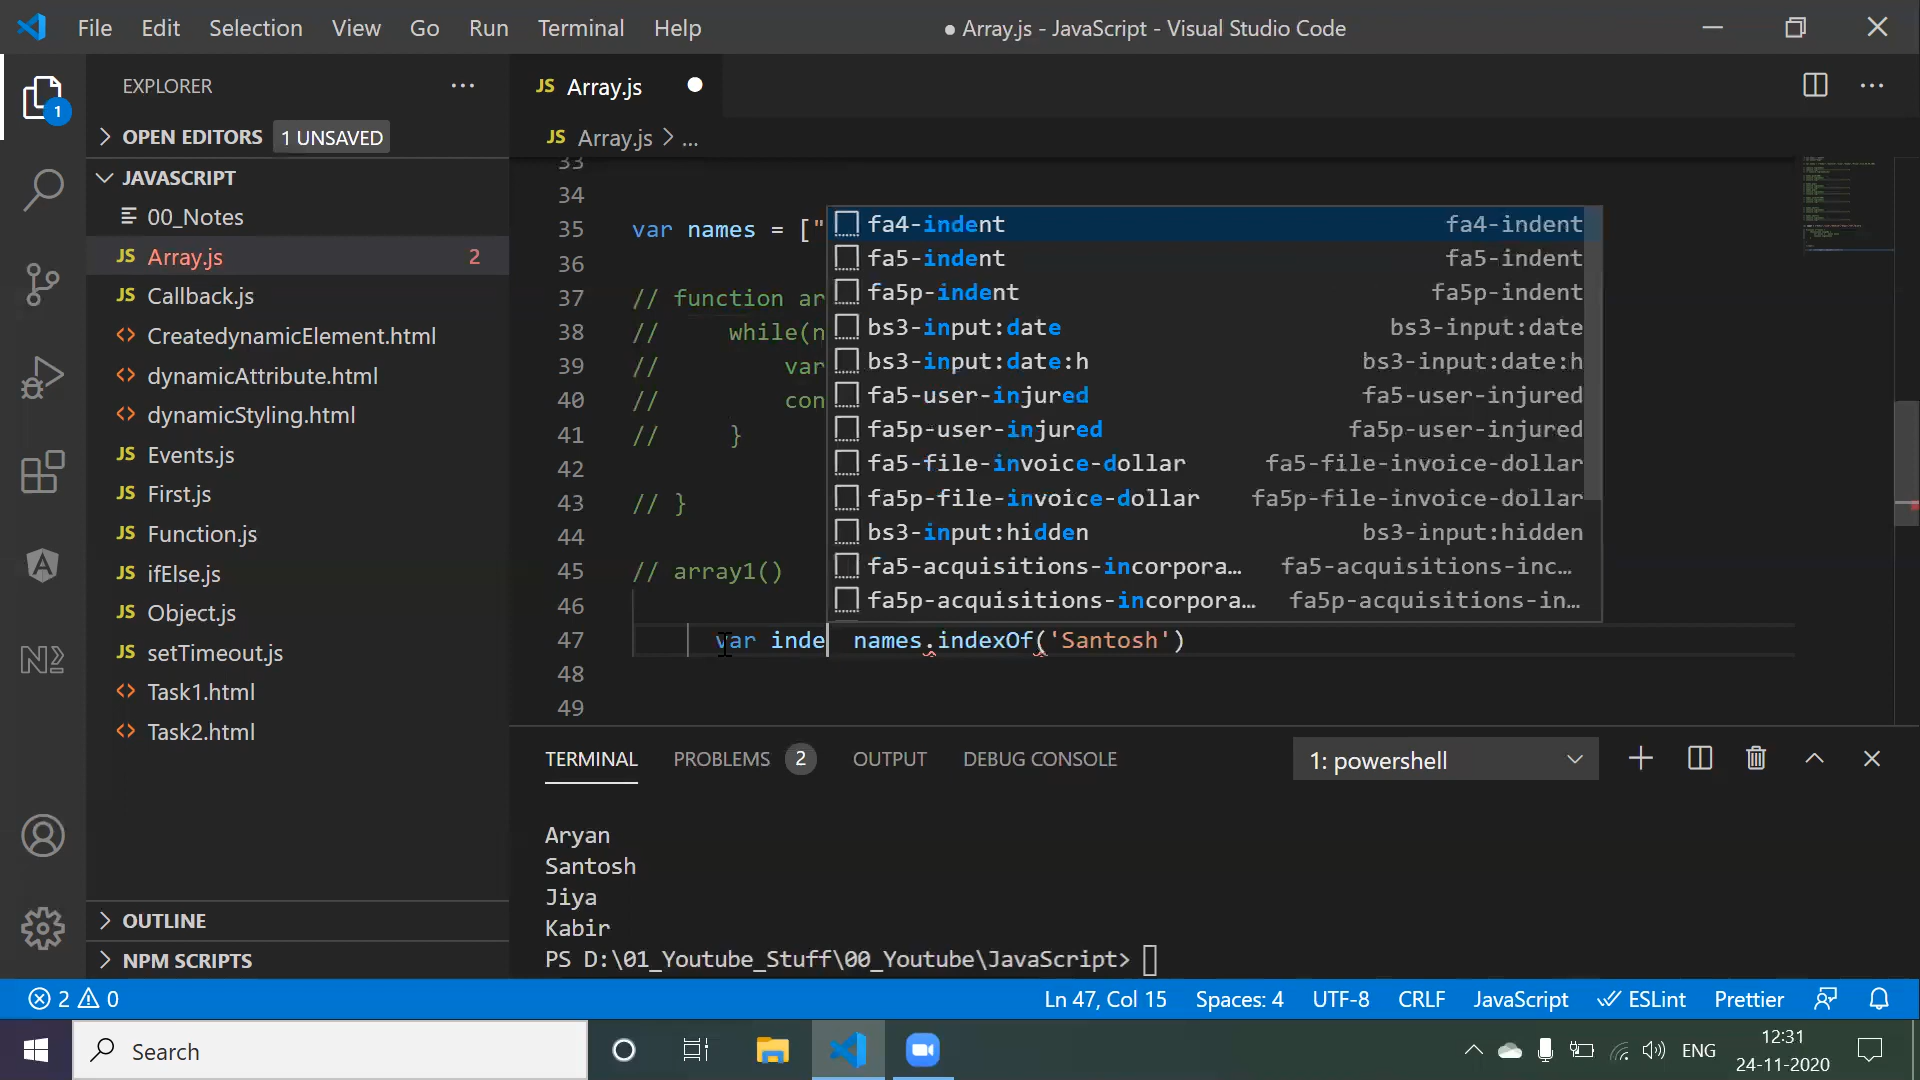 File Edit Selection View Go Run Terminal Help ● Array.js - JavaScript - Visual Studio Code
EXPLORER
JS Array.js
1
OPEN EDITORS 1 UNSAVED
JS Array.js > ...
JAVASCRIPT
00_Notes
JS Array.js 2
JS Callback.js
<> CreatedynamicElement.html
<> dynamicAttribute.html
<> dynamicStyling.html
JS Events.js
JS First.js
JS Function.js
JS ifElse.js
JS Object.js
JS setTimeout.js
<> Task1.html
<> Task2.html
OUTLINE
NPM SCRIPTS
33
34
35 var names = ["
36
37 // function ar
38 // while(n
39 // var
40 // con
41 // }
42
43 // }
44
45 // array1()
46
47 var inde names.indexOf('Santosh')
48
49
fa4-indent fa4-indent
fa5-indent fa5-indent
fa5p-indent fa5p-indent
bs3-input:date bs3-input:date
bs3-input:date:h bs3-input:date:h
fa5-user-injured fa5-user-injured
fa5p-user-injured fa5p-user-injured
fa5-file-invoice-dollar fa5-file-invoice-dollar
fa5p-file-invoice-dollar fa5p-file-invoice-dollar
bs3-input:hidden bs3-input:hidden
fa5-acquisitions-incorpora… fa5-acquisitions-inc…
fa5p-acquisitions-incorpora… fa5p-acquisitions-in…
TERMINAL PROBLEMS 2 OUTPUT DEBUG CONSOLE 1: powershell
Aryan
Santosh
Jiya
Kabir
PS D:\01_Youtube_Stuff\00_Youtube\JavaScript>
2 0 Ln 47, Col 15 Spaces: 4 UTF-8 CRLF JavaScript ESLint Prettier
Search
ENG
12:31
24-11-2020